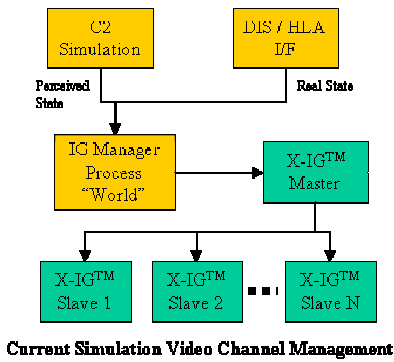 C2
Simulation
DIS / HLA
I/F
Perceived
State
Real State
IG Manager
Process
“World”
X-IG™
Master
X-IG™
Slave 1
X-IG™
Slave 2
X-IG™
Slave N
Current Simulation Video Channel Management